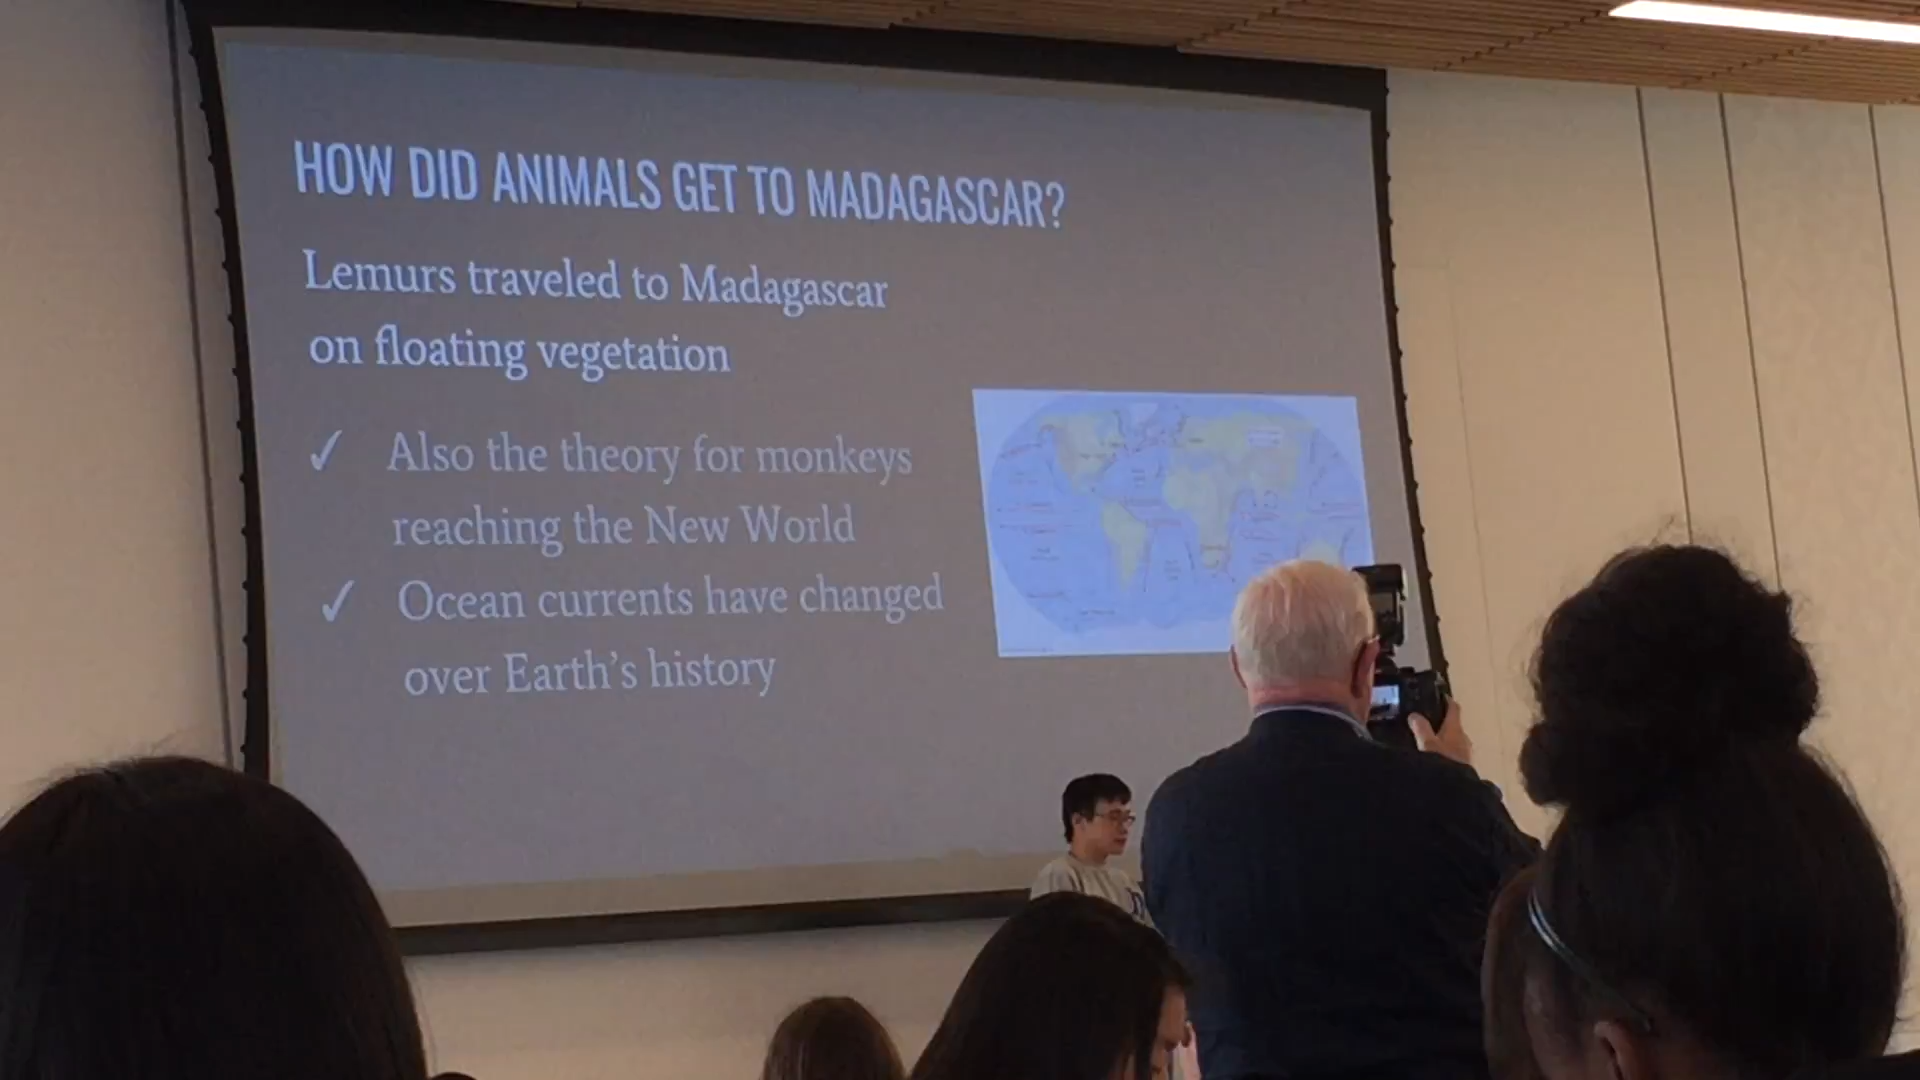 HOW DID ANIMALS GET TO MADAGASCAR?
Lemurs traveled to Madagascar
on floating vegetation
✓ Also the theory for monkeys
reaching the New World
✓ Ocean currents have changed
over Earth's history